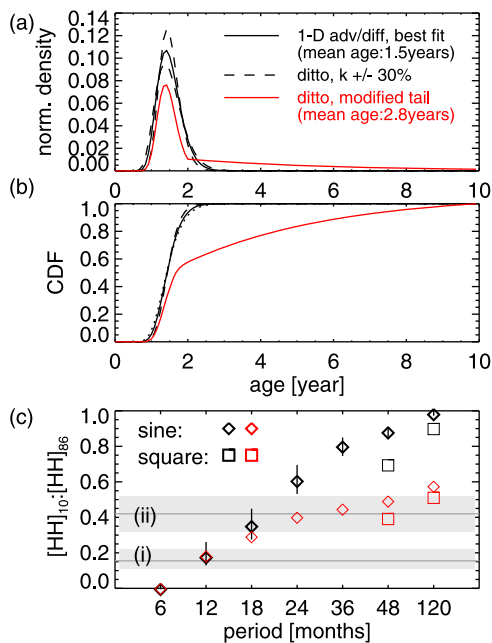 (a)
norm. density
0.14
0.12
0.10
0.08
0.06
0.04
0.02
0.00
1-D adv/diff, best fit
(mean age:1.5years)
ditto, k +/- 30%
ditto, modified tail
(mean age:2.8years)
0 2 4 6 8 10
(b)
CDF
1.0
0.8
0.6
0.4
0.2
0.0
0 2 4 6 8 10
age [year]
(c)
[HH]10:[HH]86
1.0
0.8
0.6
0.4
0.2
0.0
sine:
square:
(ii)
(i)
6 12 18 24 36 48 120
period [months]